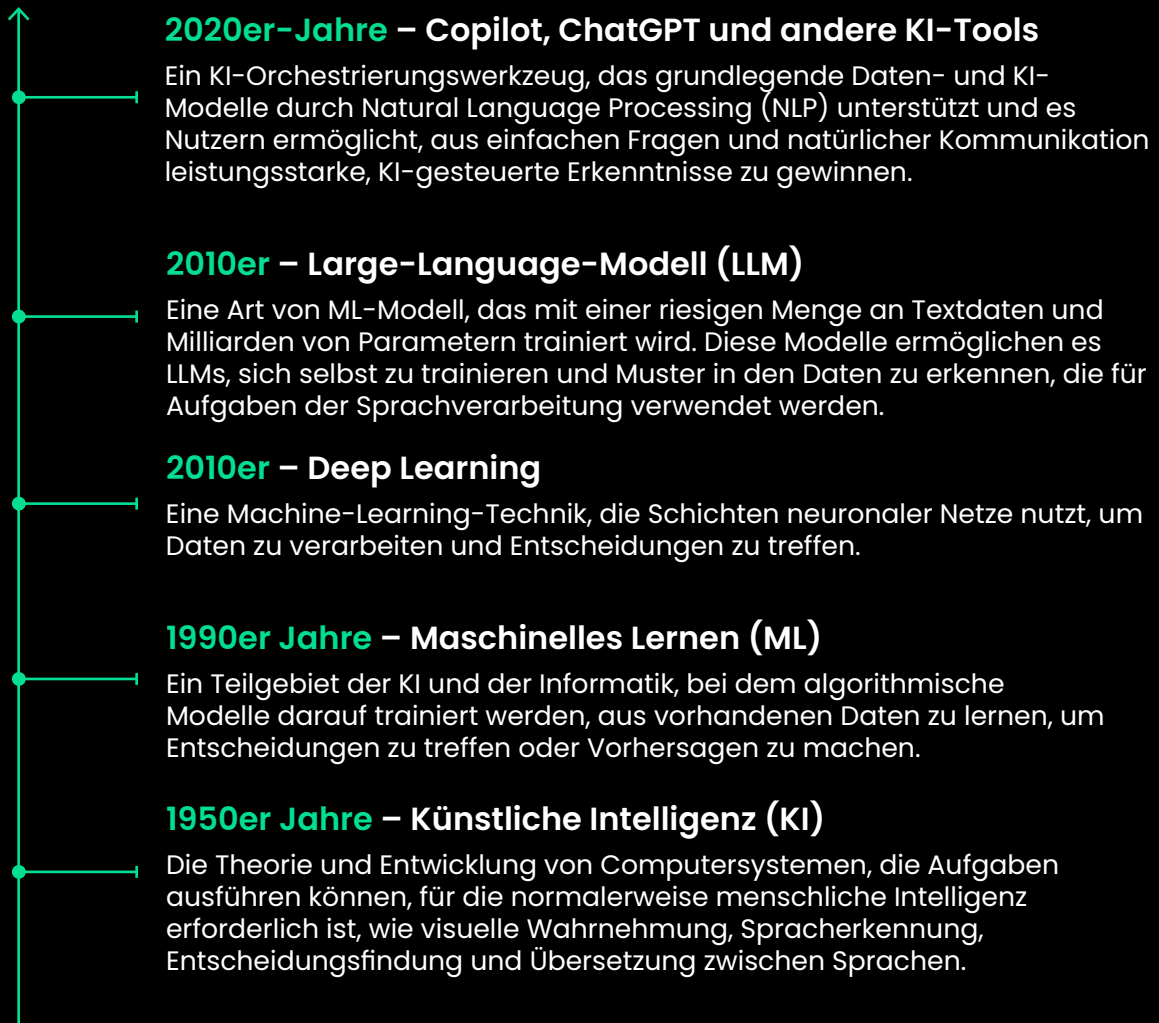 2020er-Jahre – Copilot, ChatGPT und andere KI-Tools
Ein KI-Orchestrierungswerkzeug, das grundlegende Daten- und KI-
Modelle durch Natural Language Processing (NLP) unterstützt und es
Nutzern ermöglicht, aus einfachen Fragen und natürlicher Kommunikation
leistungsstarke, KI-gesteuerte Erkenntnisse zu gewinnen.
2010er – Large-Language-Modell (LLM)
Eine Art von ML-Modell, das mit einer riesigen Menge an Textdaten und
Milliarden von Parametern trainiert wird. Diese Modelle ermöglichen es
LLMs, sich selbst zu trainieren und Muster in den Daten zu erkennen, die für
Aufgaben der Sprachverarbeitung verwendet werden.
2010er – Deep Learning
Eine Machine-Learning-Technik, die Schichten neuronaler Netze nutzt, um
Daten zu verarbeiten und Entscheidungen zu treffen.
1990er Jahre – Maschinelles Lernen (ML)
Ein Teilgebiet der KI und der Informatik, bei dem algorithmische
Modelle darauf trainiert werden, aus vorhandenen Daten zu lernen, um
Entscheidungen zu treffen oder Vorhersagen zu machen.
1950er Jahre – Künstliche Intelligenz (KI)
Die Theorie und Entwicklung von Computersystemen, die Aufgaben
ausführen können, für die normalerweise menschliche Intelligenz
erforderlich ist, wie visuelle Wahrnehmung, Spracherkennung,
Entscheidungsfindung und Übersetzung zwischen Sprachen.